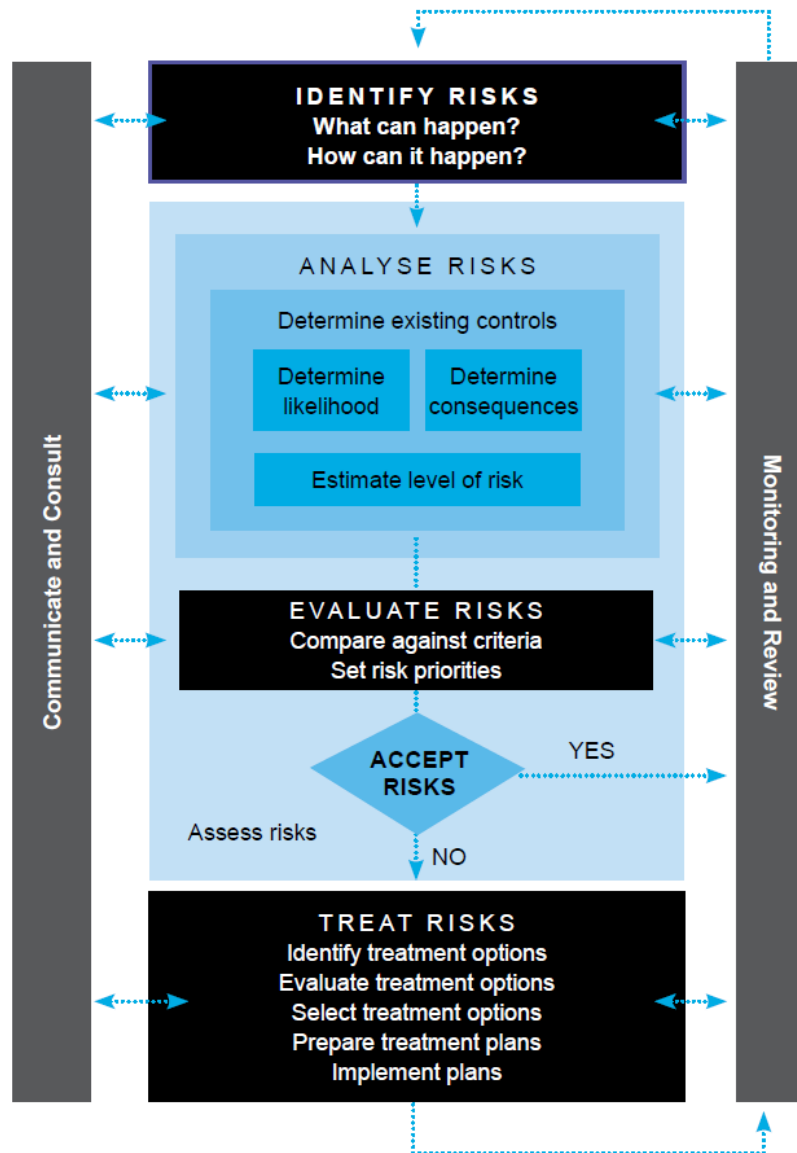 IDENTIFY RISKS
What can happen?
How can it happen?
ANALYSE RISKS
Determine existing controls
Determine
likelihood
Determine
consequences
Estimate level of risk
EVALUATE RISKS
Compare against criteria
Set risk priorities
ACCEPT
RISKS
YES
Assess risks
NO
TREAT RISKS
Identify treatment options
Evaluate treatment options
Select treatment options
Prepare treatment plans
Implement plans
Communicate and Consult
Monitoring and Review